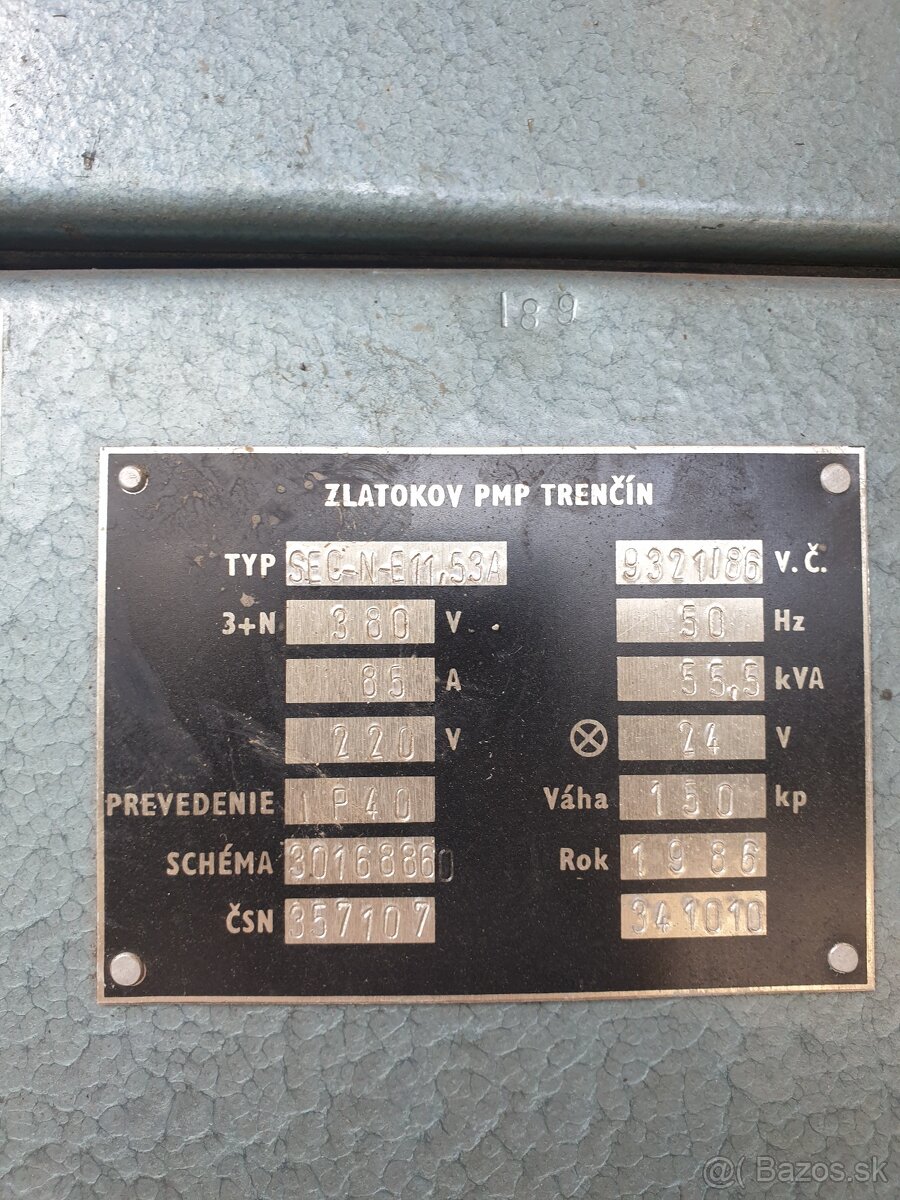 189
ZLATOKOV PMP TRENČÍN
TYP SEC-N-E11,53A 9321/86 V.Č.
3+N 380 V 50 Hz
85 A 55,5 kVA
220 V 24 V
PREVEDENIE IP40 Váha 150 kp
SCHÉMA 30168860 Rok 1986
ČSN 357107 341010
@( Bazos.sk